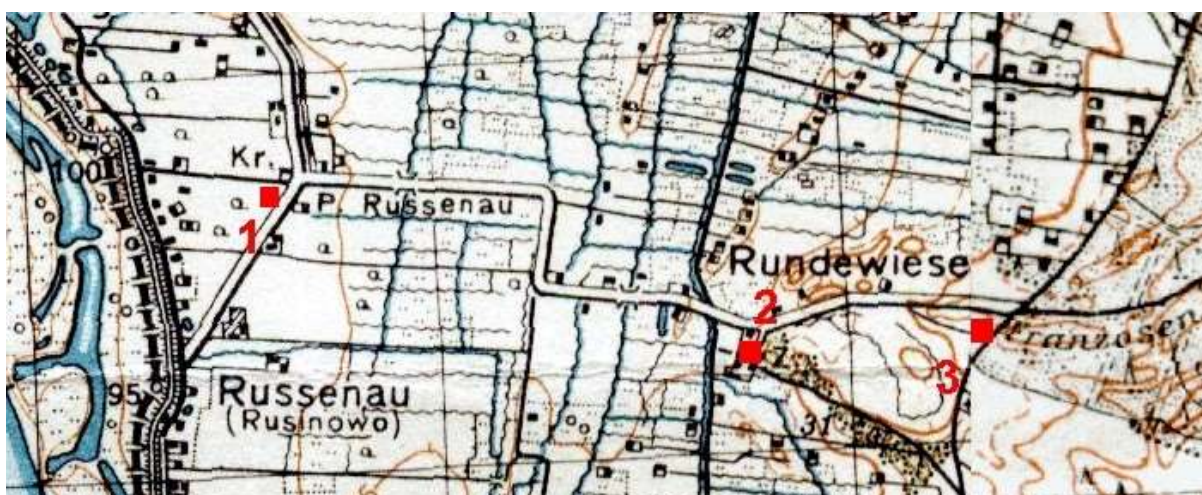 Kr.
100
P. Russenau
1
Rundewiese
2
Z.
3
Franzosen
95
Russenau
(Rusinowo)
31